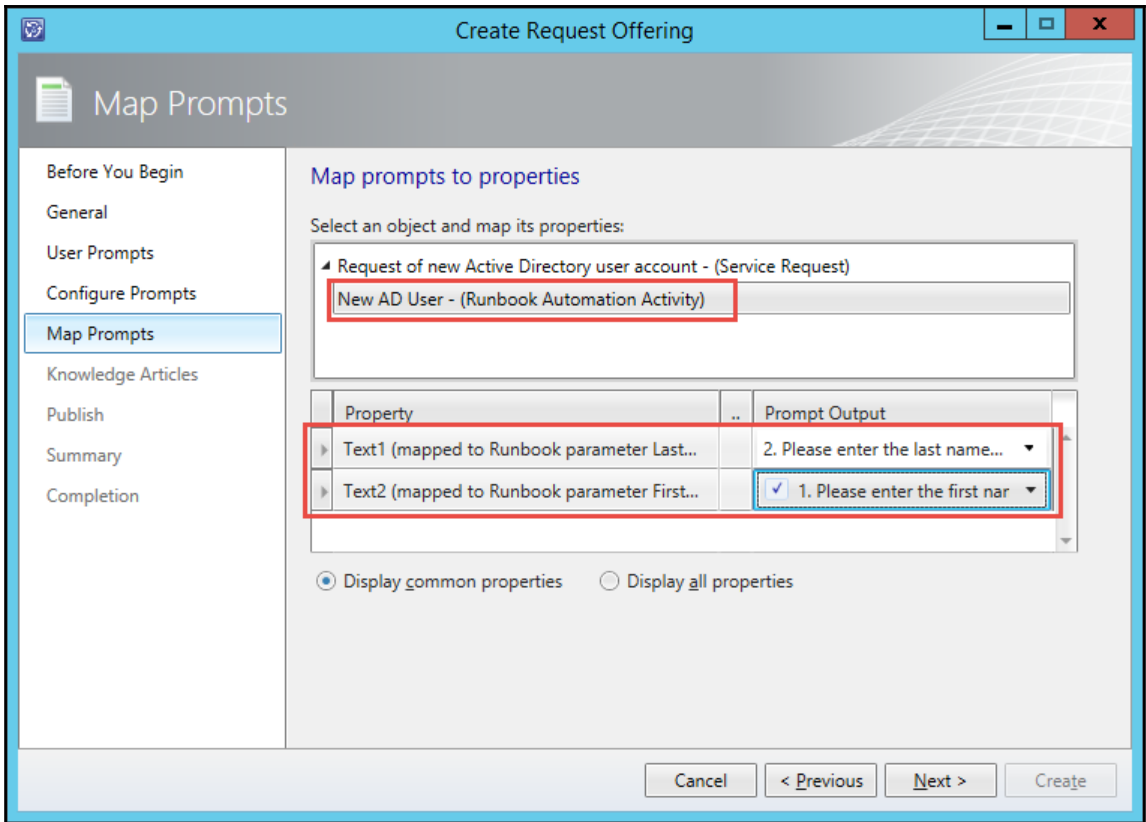 Create Request Offering
Map Prompts
Before You Begin
General
User Prompts
Configure Prompts
Map Prompts
Knowledge Articles
Publish
Summary
Completion
Map prompts to properties
Select an object and map its properties:
Request of new Active Directory user account - (Service Request)
New AD User - (Runbook Automation Activity)
Property .. Prompt Output
Text1 (mapped to Runbook parameter Last... 2. Please enter the last name...
Text2 (mapped to Runbook parameter First... 1. Please enter the first nar
Display common properties Display all properties
Cancel < Previous Next > Create